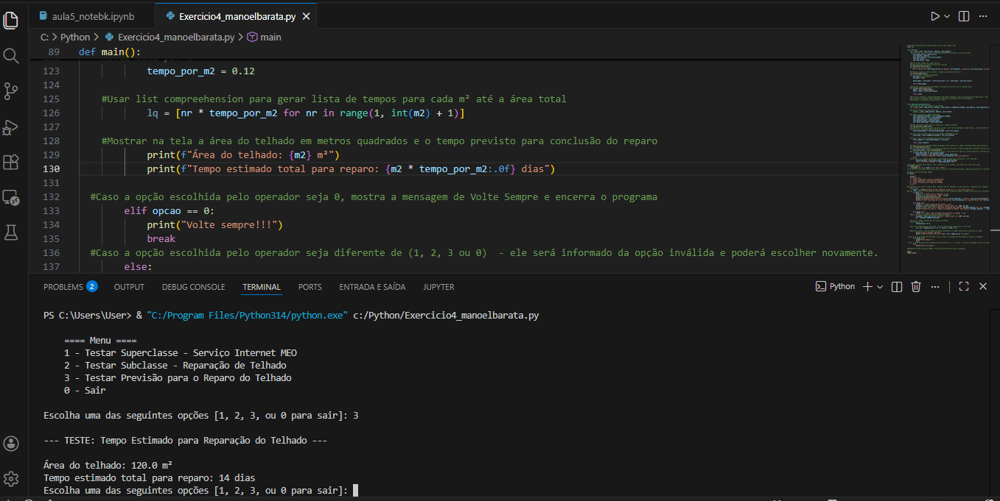 aula5_notebk.ipynb
Exercicio4_manoelbarata.py
C: > Python > Exercicio4_manoelbarata.py > main
89 def main():
123 tempo_por_m2 = 0.12
124
125 #Usar list compreehension para gerar lista de tempos para cada m² até a área total
126 lq = [nr * tempo_por_m2 for nr in range(1, int(m2) + 1)]
127
128 #Mostrar na tela a área do telhado em metros quadrados e o tempo previsto para conclusão do reparo
129 print(f"Área do telhado: {m2} m²")
130 print(f"Tempo estimado total para reparo: {m2 * tempo_por_m2:.0f} dias")
131
132 #Caso a opção escolhida pelo operador seja 0, mostra a mensagem de Volte Sempre e encerra o programa
133 elif opcao == 0:
134 print("Volte sempre!!!")
135 break
136 #Caso a opção escolhida pelo operador seja diferente de (1, 2, 3 ou 0)  - ele será informado da opção inválida e poderá escolher novamente.
137 else:
PROBLEMS 2 OUTPUT DEBUG CONSOLE TERMINAL PORTS ENTRADA E SAÍDA JUPYTER
Python
PS C:\Users\User> & "C:/Program Files/Python314/python.exe" c:/Python/Exercicio4_manoelbarata.py
==== Menu ====
1 - Testar Superclasse - Serviço Internet MEO
2 - Testar Subclasse - Reparação de Telhado
3 - Testar Previsão para o Reparo do Telhado
0 - Sair
Escolha uma das seguintes opções [1, 2, 3, ou 0 para sair]: 3
--- TESTE: Tempo Estimado para Reparação do Telhado ---
Área do telhado: 120.0 m²
Tempo estimado total para reparo: 14 dias
Escolha uma das seguintes opções [1, 2, 3, ou 0 para sair]: